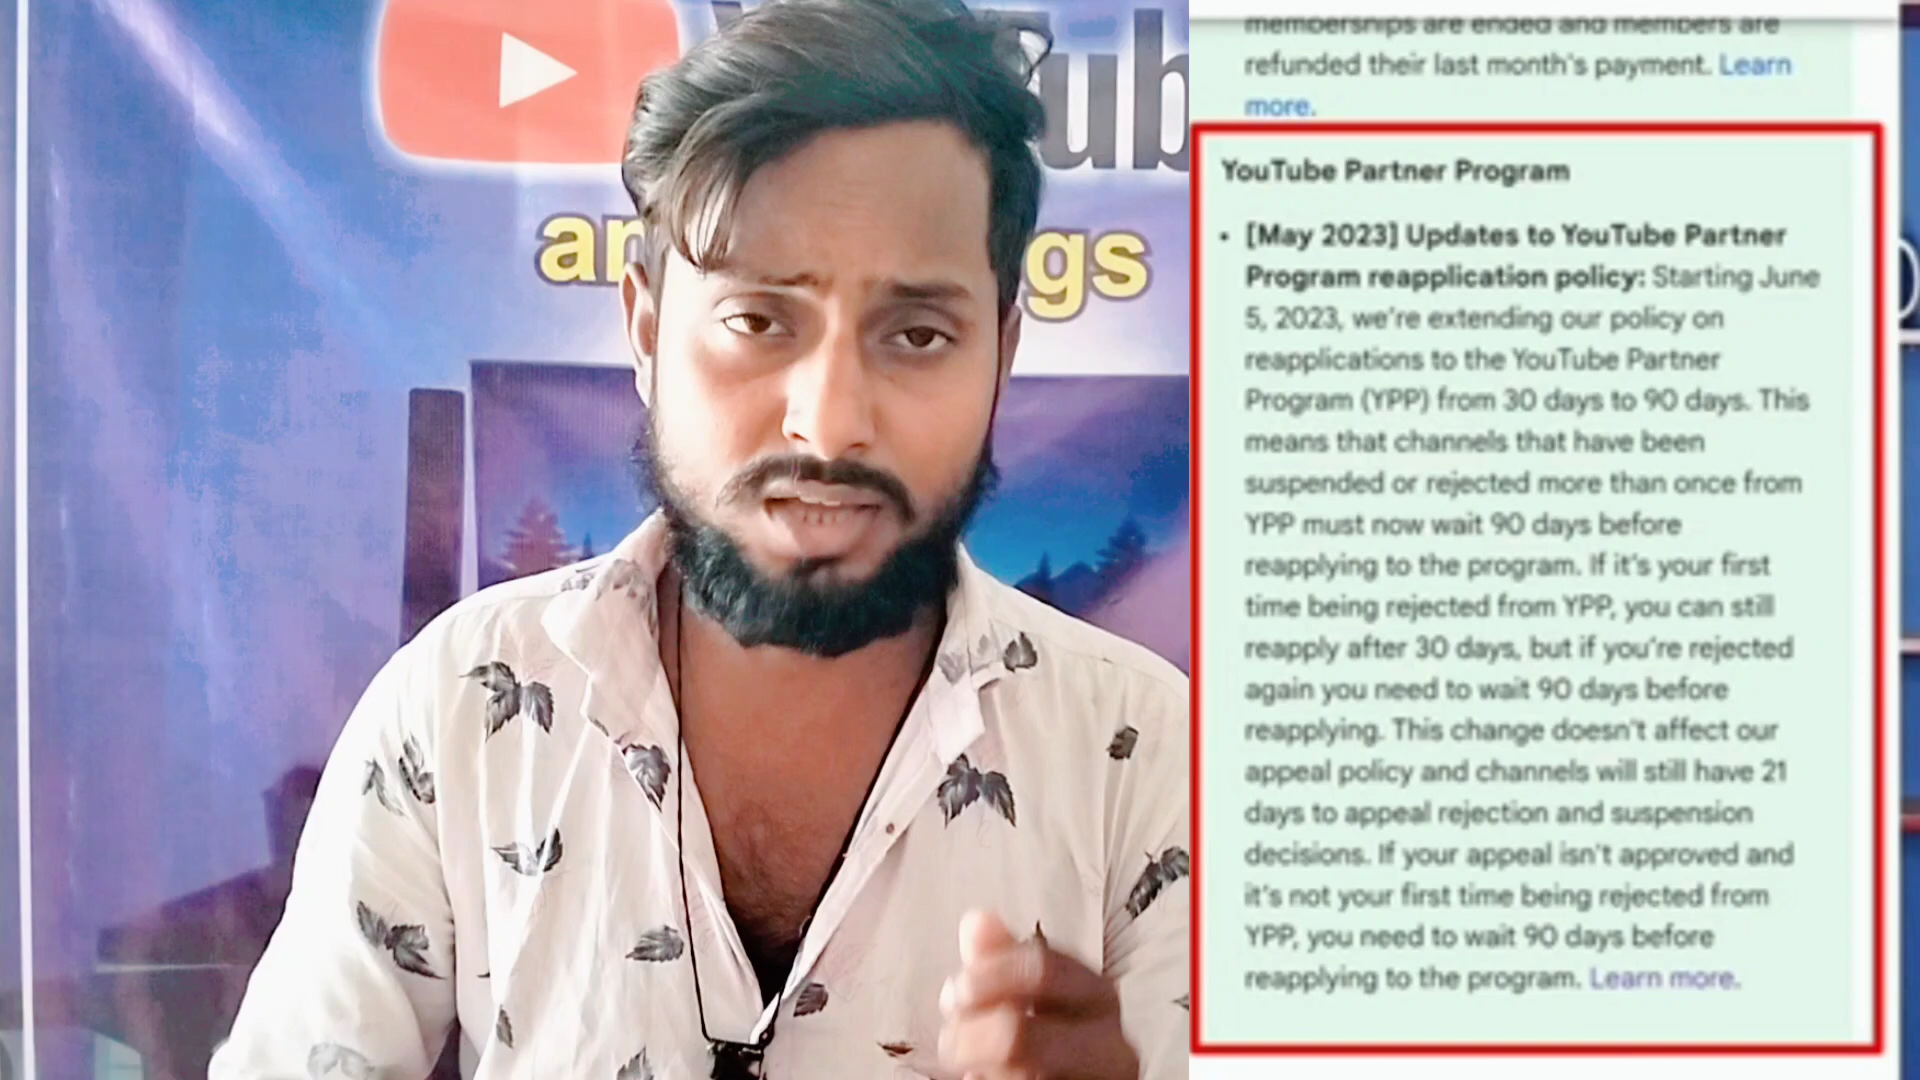 ub
an
gs
memberships are ended and members are
refunded their last month's payment. Learn
more.
YouTube Partner Program
• [May 2023] Updates to YouTube Partner
Program reapplication policy: Starting June
5, 2023, we're extending our policy on
reapplications to the YouTube Partner
Program (YPP) from 30 days to 90 days. This
means that channels that have been
suspended or rejected more than once from
YPP must now wait 90 days before
reapplying to the program. If it's your first
time being rejected from YPP, you can still
reapply after 30 days, but if you're rejected
again you need to wait 90 days before
reapplying. This change doesn't affect our
appeal policy and channels will still have 21
days to appeal rejection and suspension
decisions. If your appeal isn't approved and
it's not your first time being rejected from
YPP, you need to wait 90 days before
reapplying to the program. Learn more.